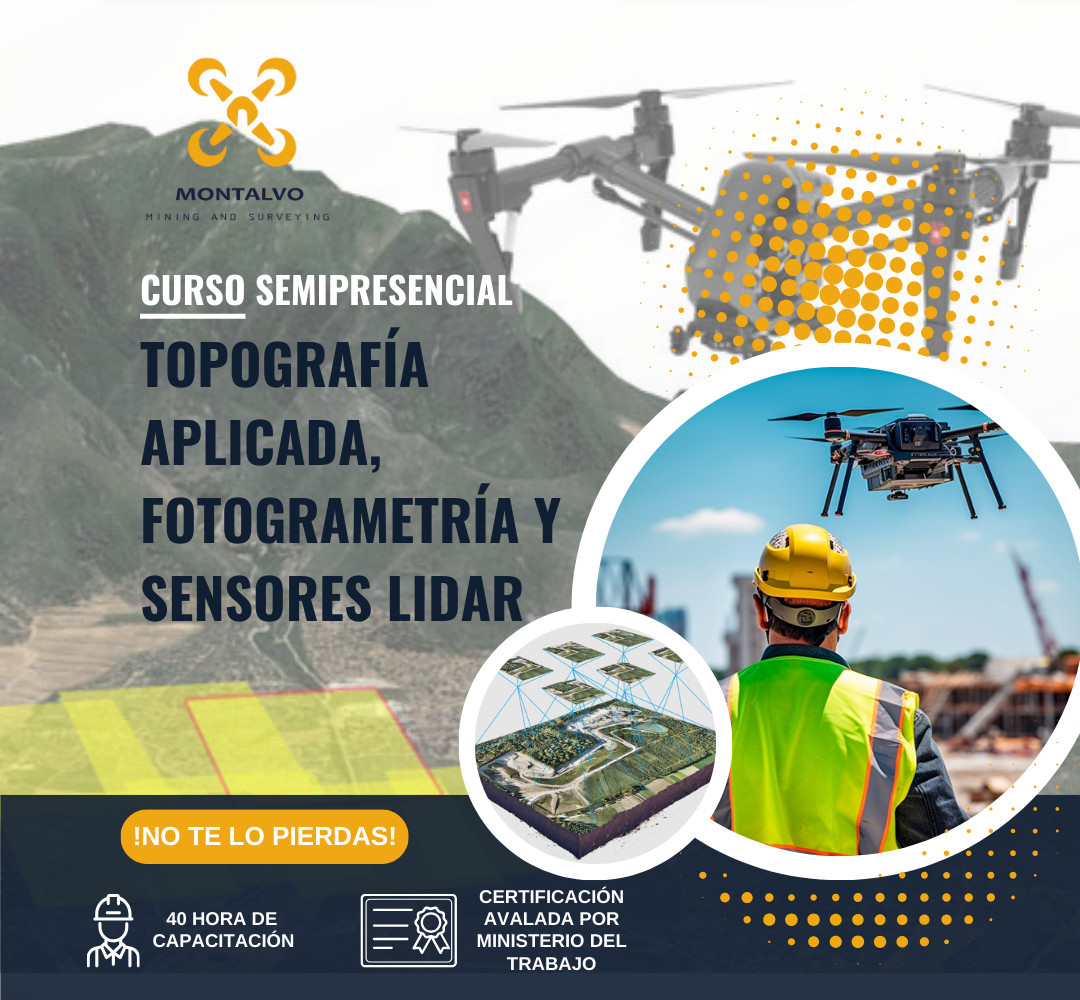 MONTALVO
MINING AND SURVEYING
CURSO SEMIPRESENCIAL
TOPOGRAFÍA
APLICADA,
FOTOGRAMETRÍA Y
SENSORES LIDAR
!NO TE LO PIERDAS!
40 HORA DE
CAPACITACIÓN
CERTIFICACIÓN
AVALADA POR
MINISTERIO DEL
TRABAJO